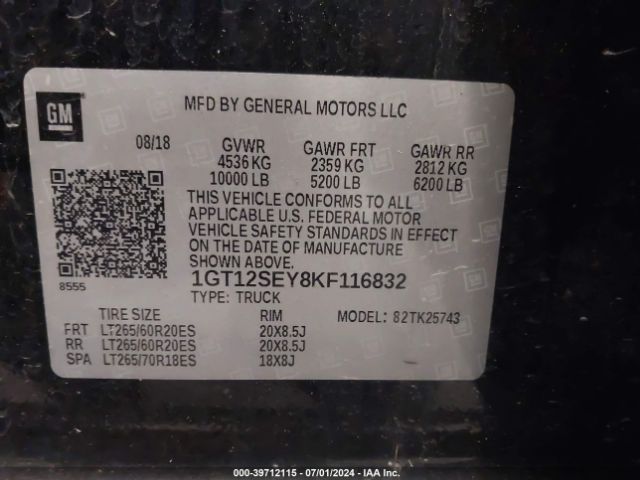 GM
MFD BY GENERAL MOTORS LLC
08/18 GVWR GAWR FRT GAWR RR
4536 KG 2359 KG 2812 KG
10000 LB 5200 LB 6200 LB
THIS VEHICLE CONFORMS TO ALL
APPLICABLE U.S. FEDERAL MOTOR
VEHICLE SAFETY STANDARDS IN EFFECT
ON THE DATE OF MANUFACTURE
SHOWN ABOVE.
8555 1GT12SEY8KF116832
TYPE: TRUCK
TIRE SIZE RIM MODEL: 82TK25743
FRT LT265/60R20ES 20X8.5J
RR LT265/60R20ES 20X8.5J
SPA LT265/70R18ES 18X8J
000-39712115 - 07/01/2024 - IAA Inc.